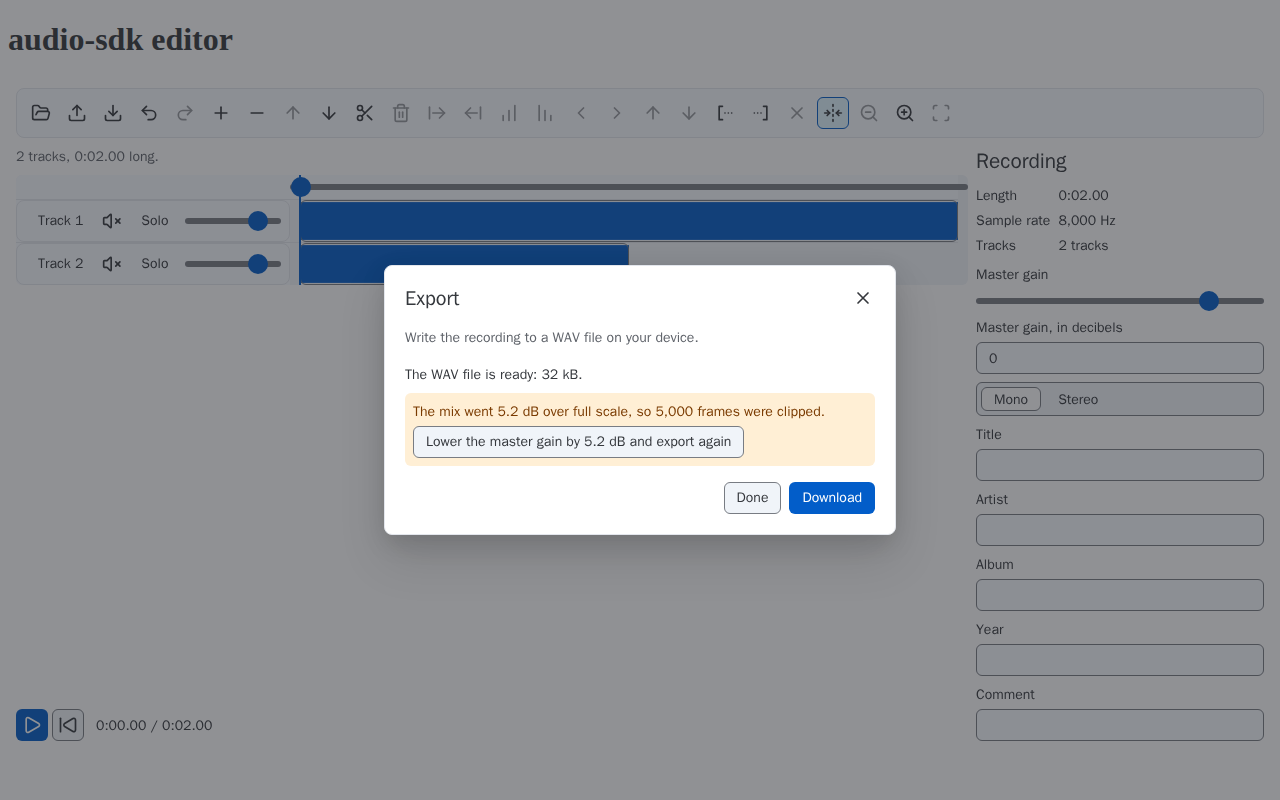 audio-sdk editor
2 tracks, 0:02.00 long.
Track 1 Solo
Track 2 Solo
Recording
Length 0:02.00
Sample rate 8,000 Hz
Tracks 2 tracks
Master gain
Master gain, in decibels
0
Mono Stereo
Title
Artist
Album
Year
Comment
Export
Write the recording to a WAV file on your device.
The WAV file is ready: 32 kB.
The mix went 5.2 dB over full scale, so 5,000 frames were clipped.
Lower the master gain by 5.2 dB and export again
Done Download
0:00.00 / 0:02.00